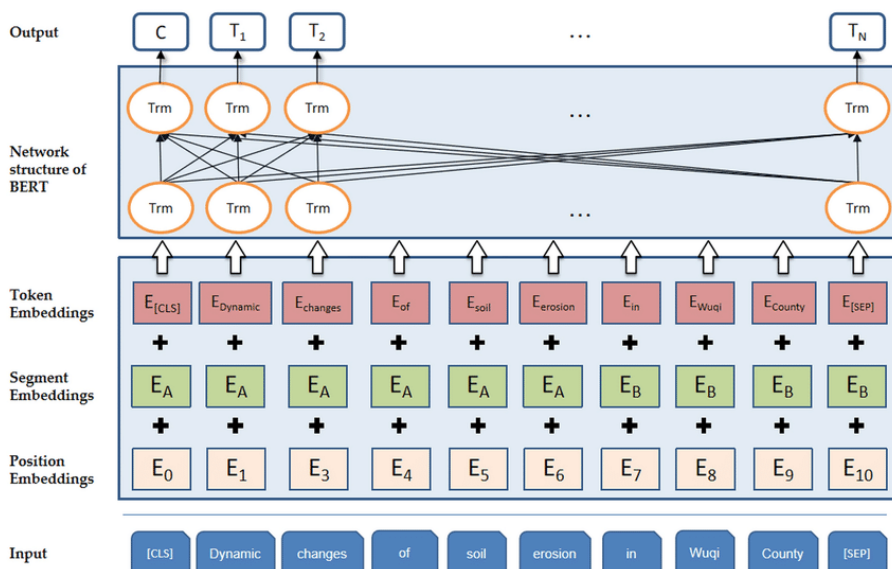 Output C T1 T2 ... TN
Trm Trm Trm ... Trm
Network
structure of
BERT
Trm Trm Trm ... Trm
Token
Embeddings
E[CLS] EDynamic Echanges Eof Esoil Eerosion Ein EWuqi ECounty E[SEP]
+ + + + + + + + + +
Segment
Embeddings
EA EA EA EA EA EA EB EB EB EB
+ + + + + + + + + +
Position
Embeddings
E0 E1 E3 E4 E5 E6 E7 E8 E9 E10
Input [CLS] Dynamic changes of soil erosion in Wuqi County [SEP]